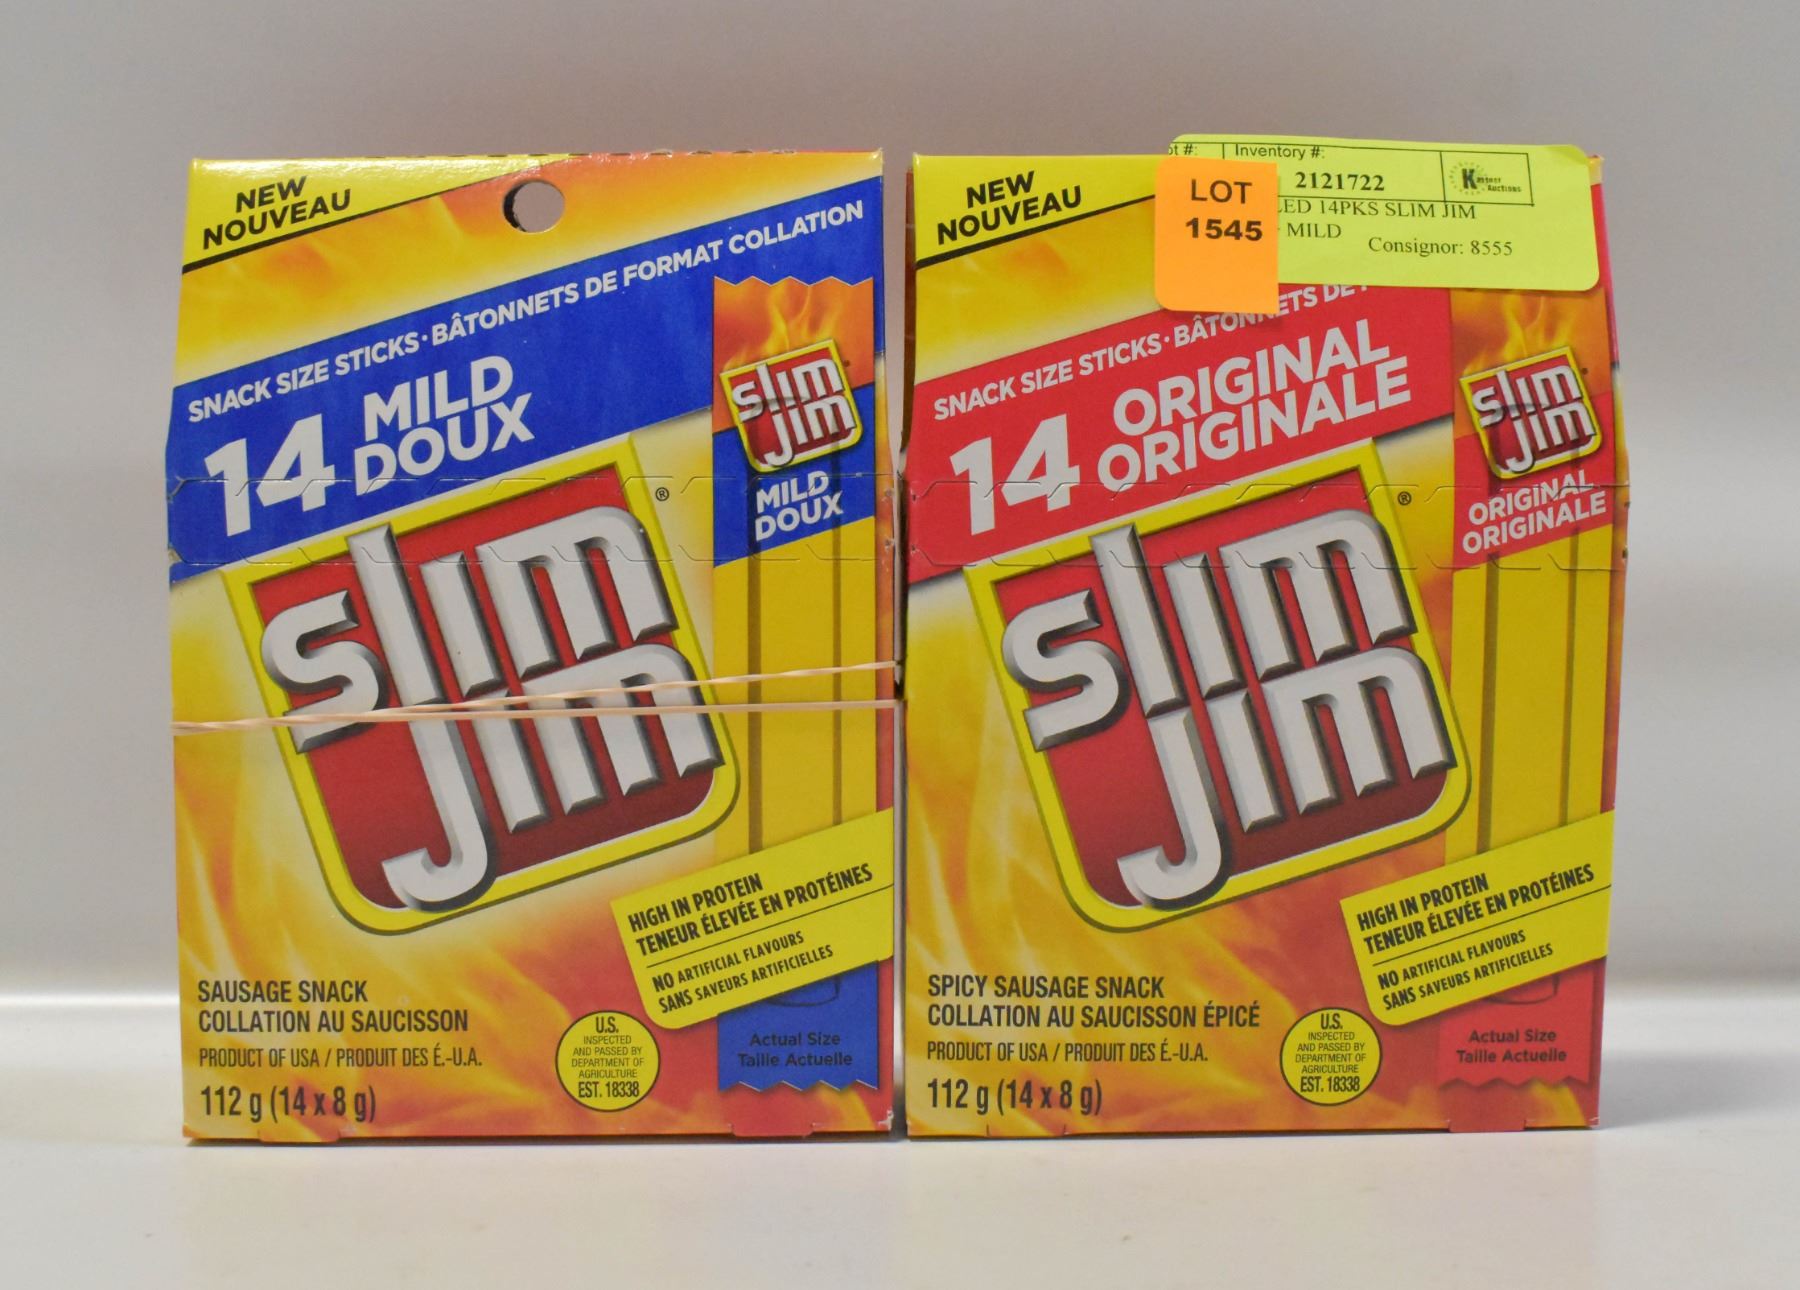 NEW
NOUVEAU
SNACK SIZE STICKS · BÂTONNETS DE FORMAT COLLATION
14 MILD
DOUX
slim
jim
MILD
DOUX
®
slim
jim
HIGH IN PROTEIN
TENEUR ÉLEVÉE EN PROTÉINES
NO ARTIFICIAL FLAVOURS
SANS SAVEURS ARTIFICIELLES
SAUSAGE SNACK
COLLATION AU SAUCISSON
PRODUCT OF USA / PRODUIT DES É.-U.A.
112 g (14 x 8 g)
U.S.
INSPECTED
AND PASSED BY
DEPARTMENT OF
AGRICULTURE
EST. 18338
Actual Size
Taille Actuelle
NEW
NOUVEAU
LOT
1545
Inventory #:
2121722
Kastner
Auctions
14PKS SLIM JIM
- MILD
Consignor: 8555
SNACK SIZE STICKS · BÂTONNETS DE
14 ORIGINAL
ORIGINALE
slim
jim
ORIGINAL
ORIGINALE
®
slim
jim
HIGH IN PROTEIN
TENEUR ÉLEVÉE EN PROTÉINES
NO ARTIFICIAL FLAVOURS
SANS SAVEURS ARTIFICIELLES
SPICY SAUSAGE SNACK
COLLATION AU SAUCISSON ÉPICÉ
PRODUCT OF USA / PRODUIT DES É.-U.A.
112 g (14 x 8 g)
U.S.
INSPECTED
AND PASSED BY
DEPARTMENT OF
AGRICULTURE
EST. 18338
Actual Size
Taille Actuelle